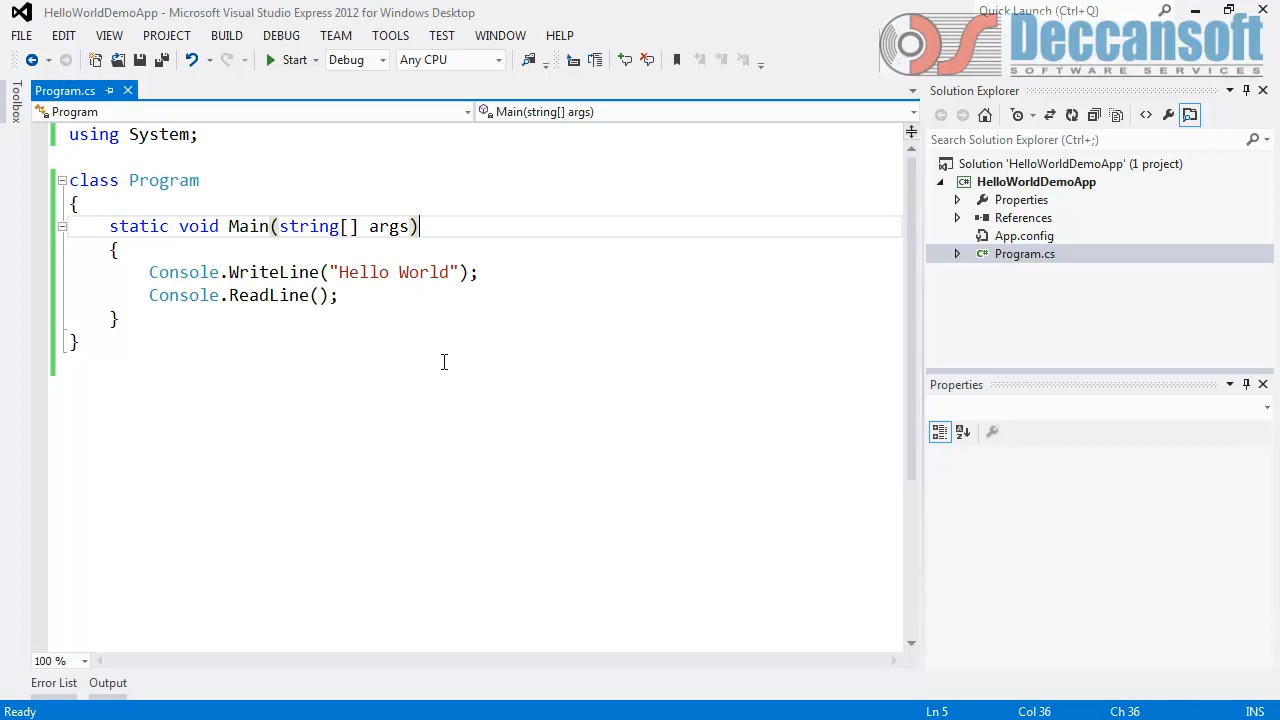 HelloWorldDemoApp - Microsoft Visual Studio Express 2012 for Windows Desktop
Quick Launch (Ctrl+Q)
FILE EDIT VIEW PROJECT BUILD DEBUG TEAM TOOLS TEST WINDOW HELP
DS Deccansoft
SOFTWARE SERVICES
Start Debug Any CPU
Toolbox
Program.cs
Solution Explorer
Program Main(string[] args)
Search Solution Explorer (Ctrl+;)
using System;
class Program
{
static void Main(string[] args)
{
Console.WriteLine("Hello World");
Console.ReadLine();
}
}
Solution 'HelloWorldDemoApp' (1 project)
C# HelloWorldDemoApp
Properties
References
App.config
C# Program.cs
Properties
100 %
Error List Output
Ready Ln 5 Col 36 Ch 36 INS